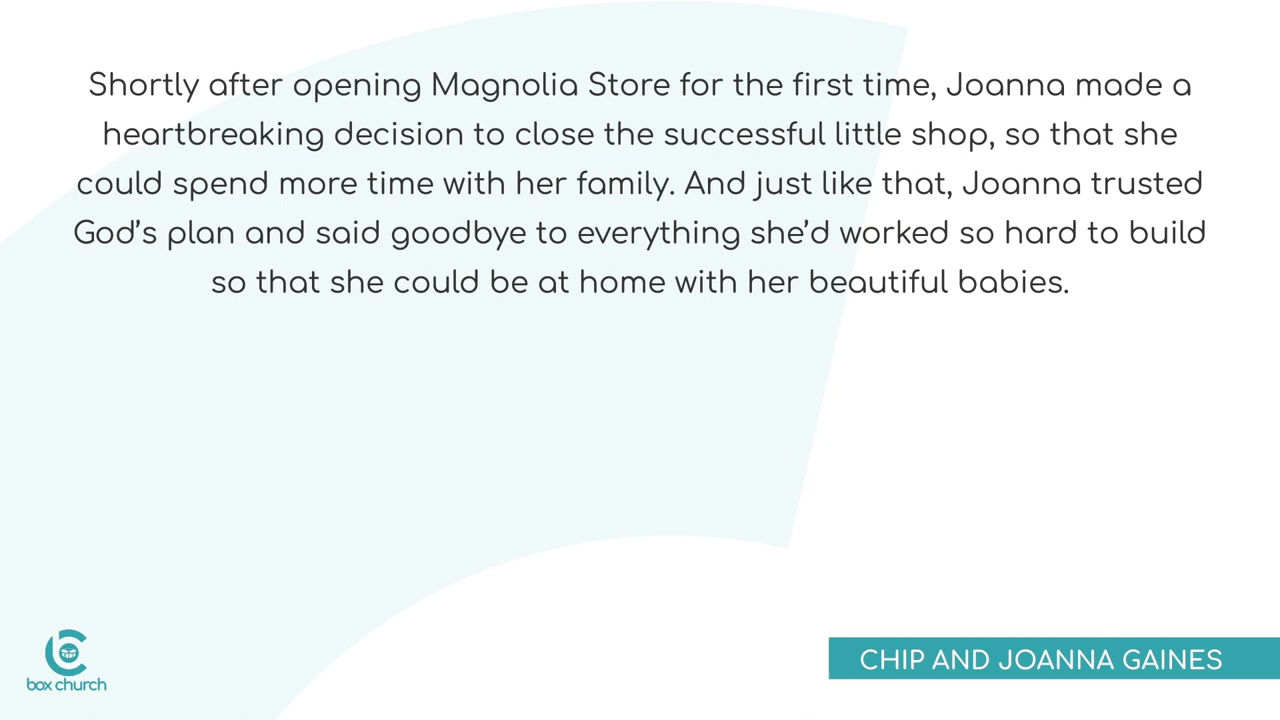 Shortly after opening Magnolia Store for the first time, Joanna made a
heartbreaking decision to close the successful little shop, so that she
could spend more time with her family. And just like that, Joanna trusted
God’s plan and said goodbye to everything she’d worked so hard to build
so that she could be at home with her beautiful babies.
box church
CHIP AND JOANNA GAINES